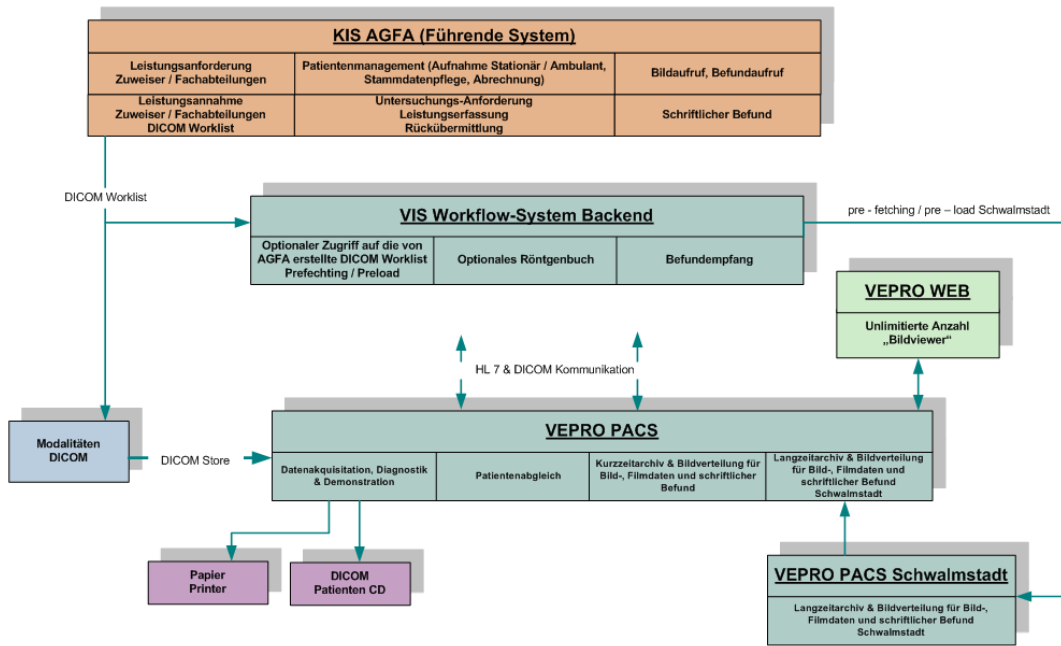 KIS AGFA (Führende System)
Leistungsanforderung
Zuweiser / Fachabteilungen
Patientenmanagement (Aufnahme Stationär / Ambulant,
Stammdatenpflege, Abrechnung)
Bildaufruf, Befundaufruf
Leistungsannahme
Zuweiser / Fachabteilungen
DICOM Worklist
Untersuchungs-Anforderung
Leistungserfassung
Rückübermittlung
Schriftlicher Befund
DICOM Worklist
VIS Workflow-System Backend
pre - fetching / pre – load Schwalmstadt
Optionaler Zugriff auf die von
AGFA erstellte DICOM Worklist
Prefechting / Preload
Optionales Röntgenbuch
Befundempfang
VEPRO WEB
Unlimitierte Anzahl
„Bildviewer“
HL 7 & DICOM Kommunikation
Modalitäten
DICOM
DICOM Store
VEPRO PACS
Datenakquisitation, Diagnostik
& Demonstration
Patientenabgleich
Kurzzeitarchiv & Bildverteilung für
Bild-, Filmdaten und schriftlicher
Befund
Langzeitarchiv & Bildverteilung
für Bild-, Filmdaten und
schriftlicher Befund
Schwalmstadt
Papier
Printer
DICOM
Patienten CD
VEPRO PACS Schwalmstadt
Langzeitarchiv & Bildverteilung für Bild-,
Filmdaten und schriftlicher Befund
Schwalmstadt